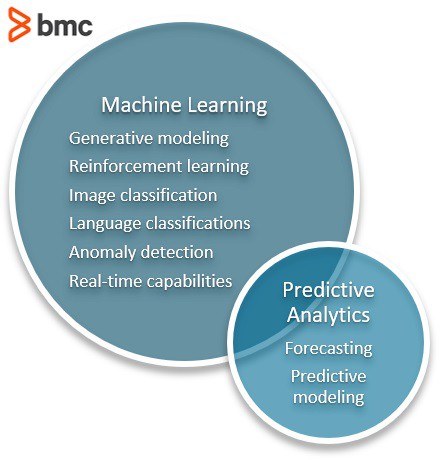 bmc
Machine Learning
Generative modeling
Reinforcement learning
Image classification
Language classifications
Anomaly detection
Real-time capabilities
Predictive
Analytics
Forecasting
Predictive
modeling